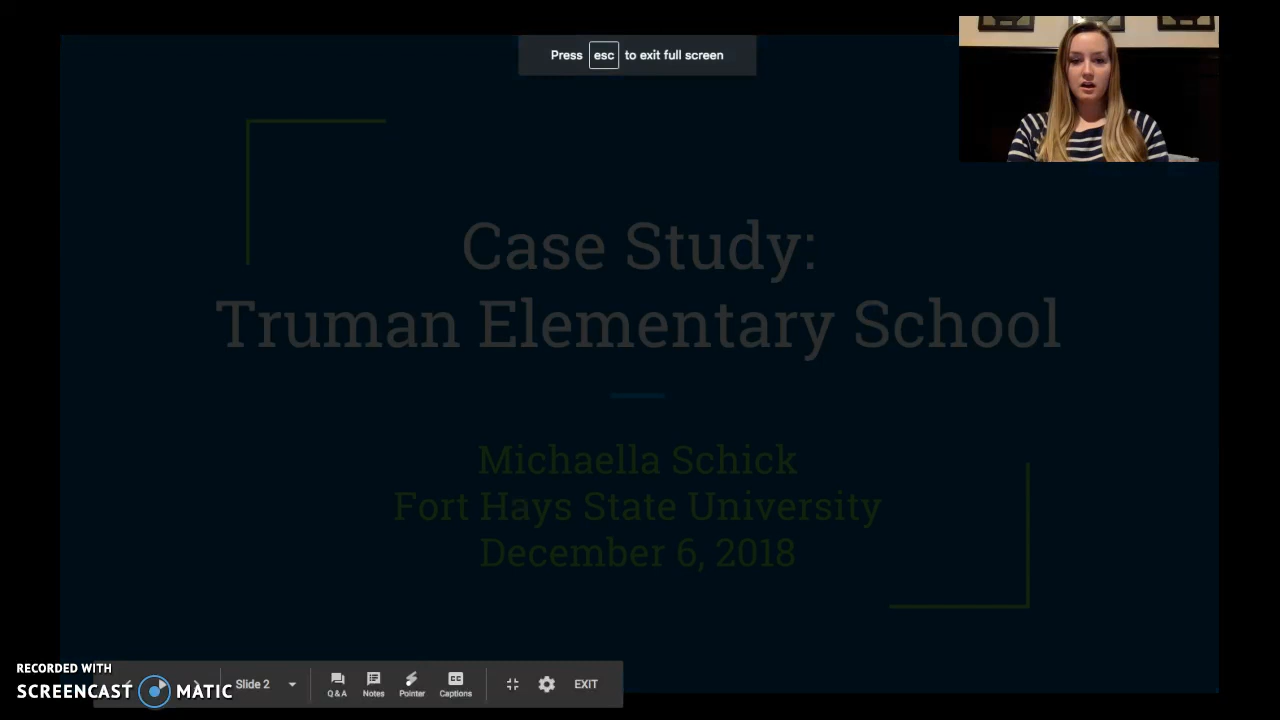 Press esc to exit full screen
Case Study:
Truman Elementary School
Michaella Schick
Fort Hays State University
December 6, 2018
RECORDED WITH
SCREENCAST MATIC
Slide 2
Q&A
Notes
Pointer
Captions
EXIT